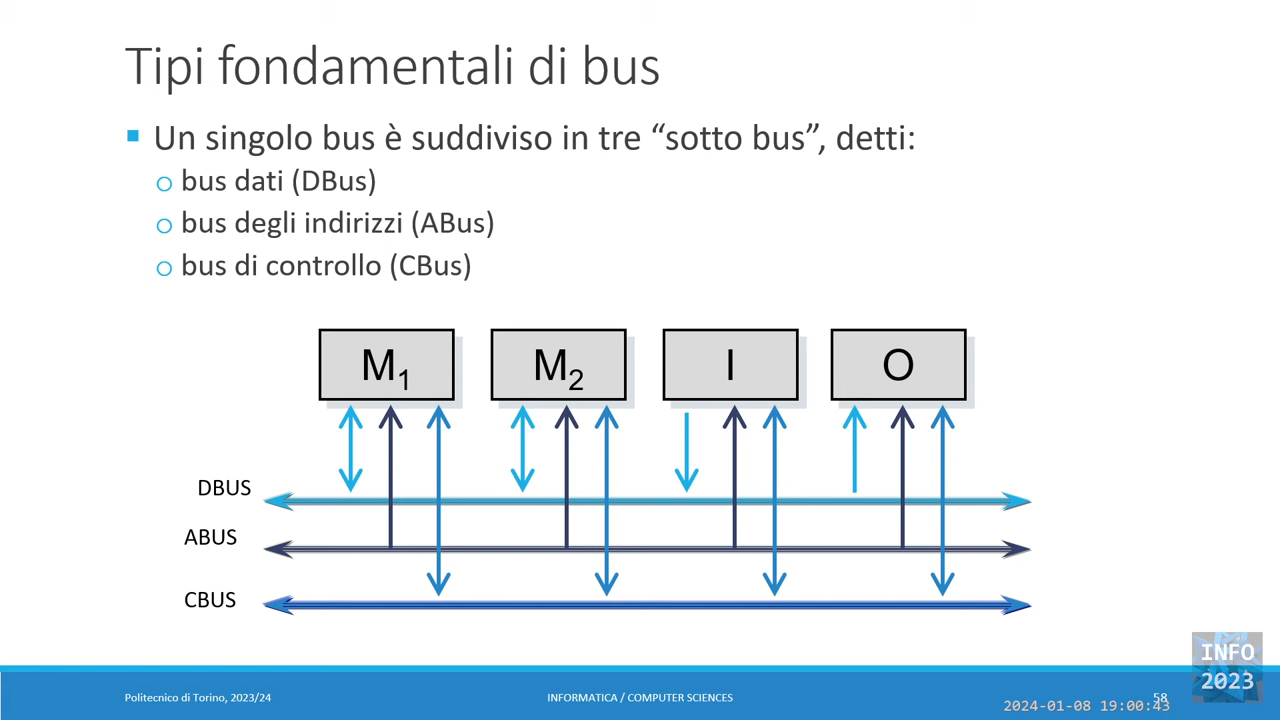 Tipi fondamentali di bus
Un singolo bus è suddiviso in tre “sotto bus”, detti:
bus dati (DBus)
bus degli indirizzi (ABus)
bus di controllo (CBus)
M1 M2 I O
DBUS
ABUS
CBUS
INFO
2023
Politecnico di Torino, 2023/24 INFORMATICA / COMPUTER SCIENCES 58
2024-01-08 19:00:43